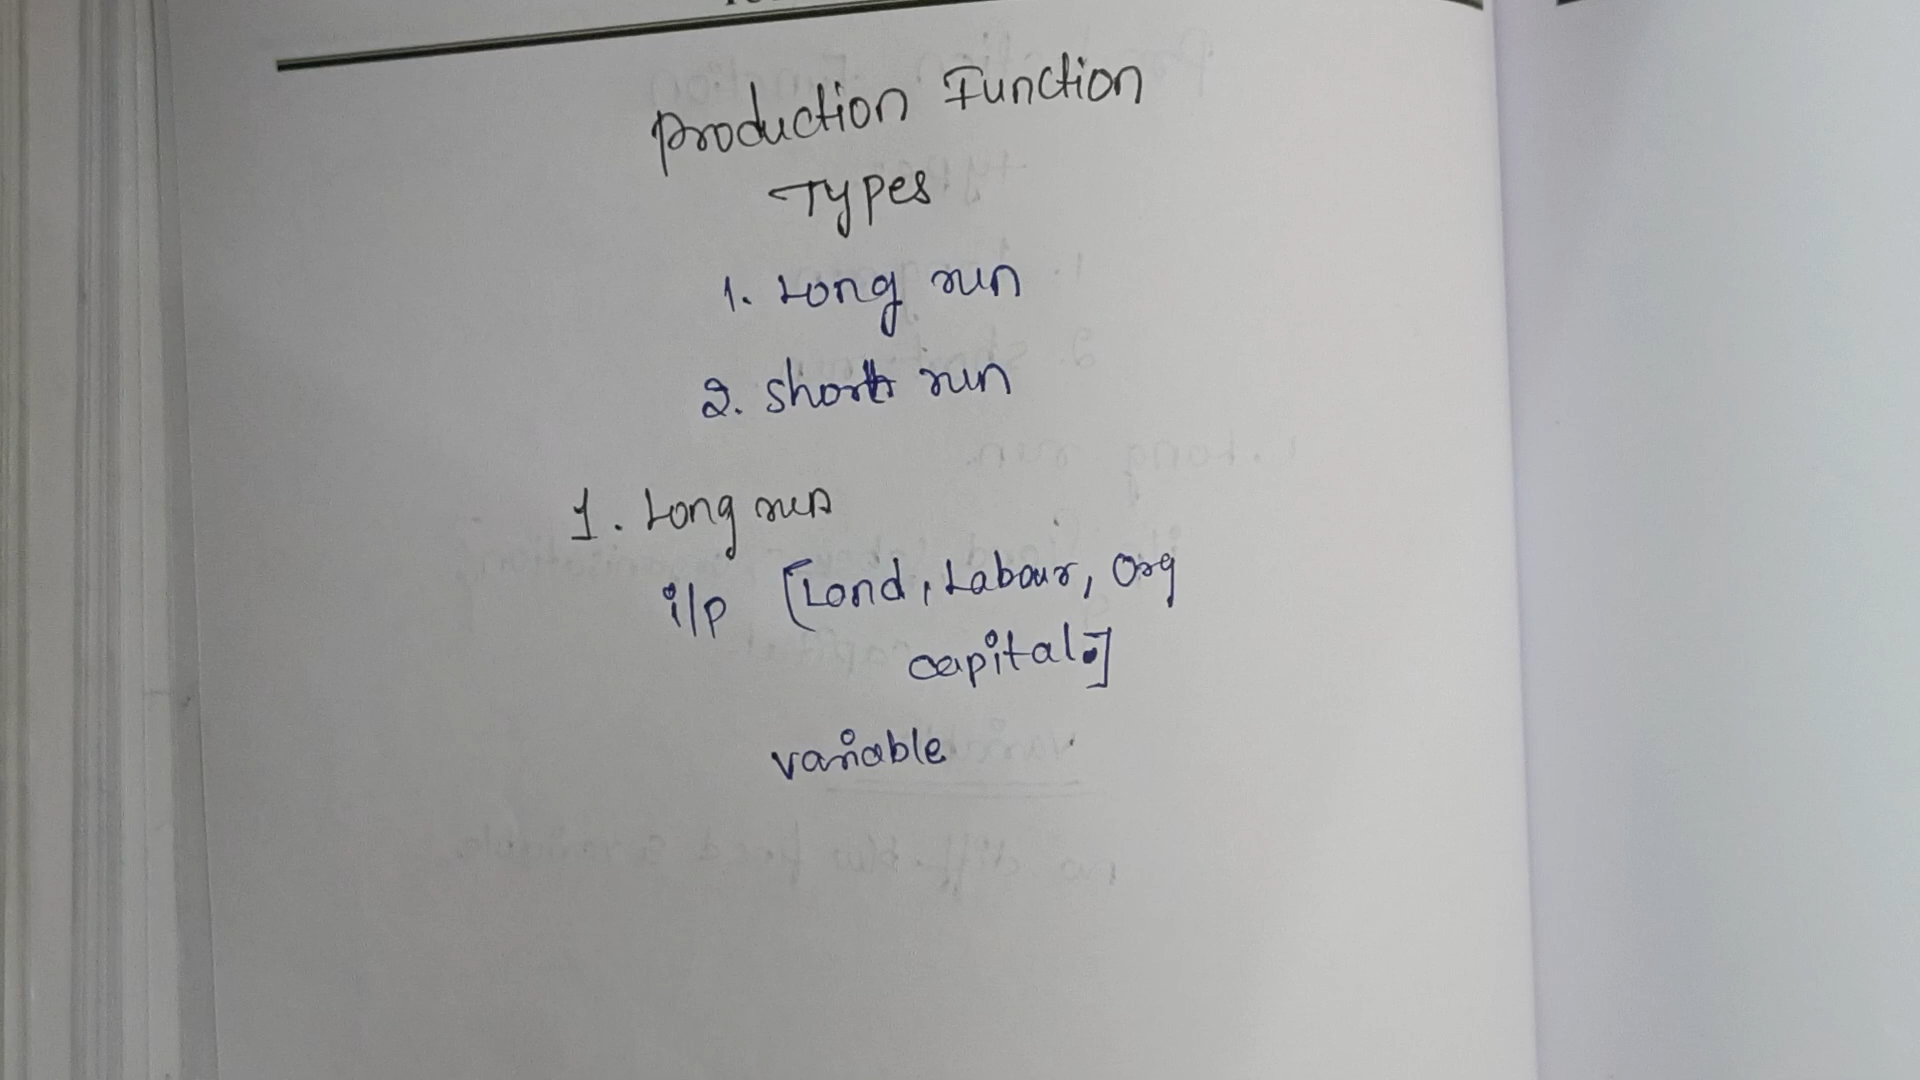 Production Function
Types
1. Long run
2. short run
1. Long run
i/p [Land, Labour, Org
capital.]
variable